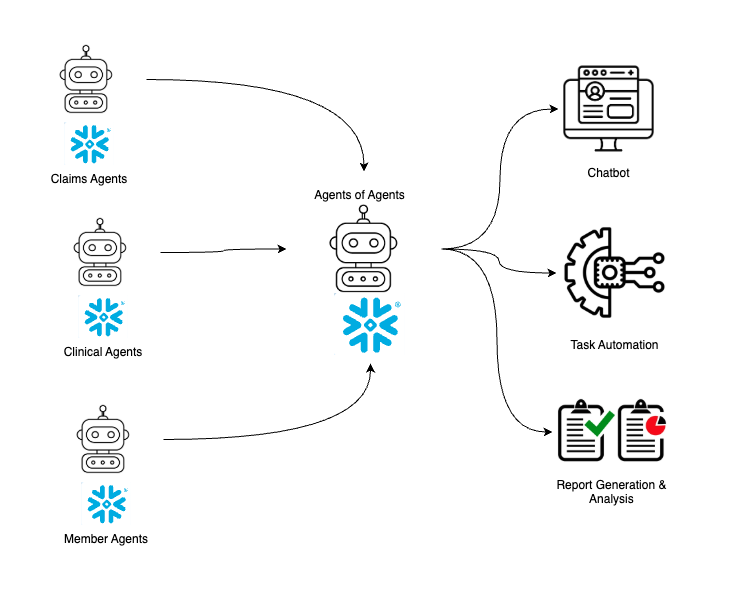 Claims Agents
Agents of Agents
Chatbot
Clinical Agents
Task Automation
Member Agents
Report Generation &
Analysis